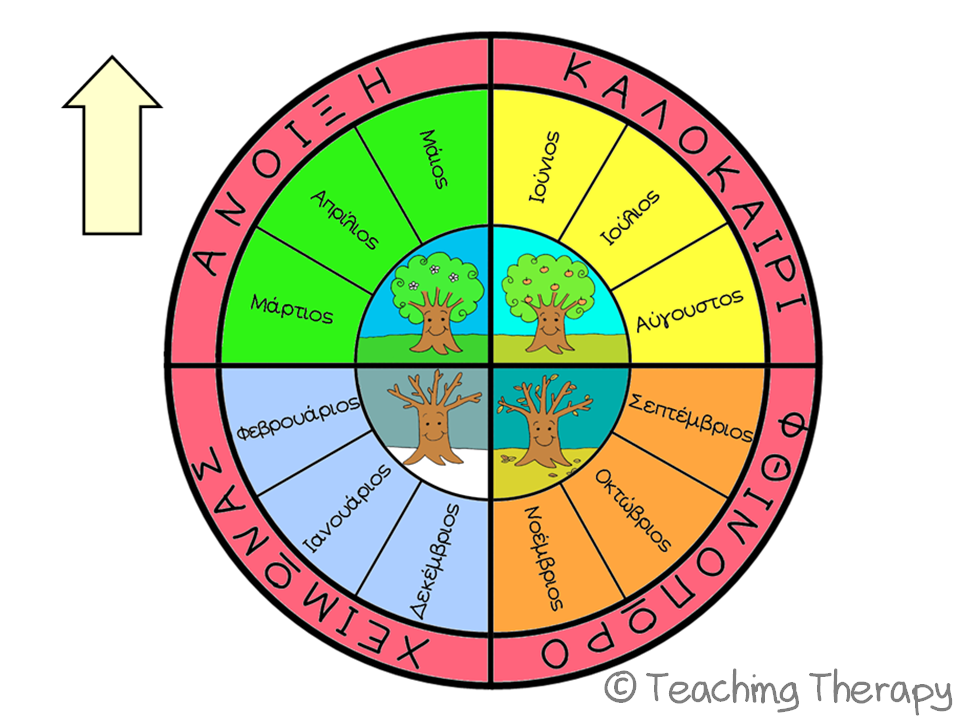 ΑΝΟΙΞΗ
Μάρτιος
Απρίλιος
Μάιος
ΚΑΛΟΚΑΙΡΙ
Ιούνιος
Ιούλιος
Αύγουστος
ΦΘΙΝΟΠΩΡΟ
Σεπτέμβριος
Οκτώβριος
Νοέμβριος
ΧΕΙΜΩΝΑΣ
Δεκέμβριος
Ιανουάριος
Φεβρουάριος
© Teaching Therapy